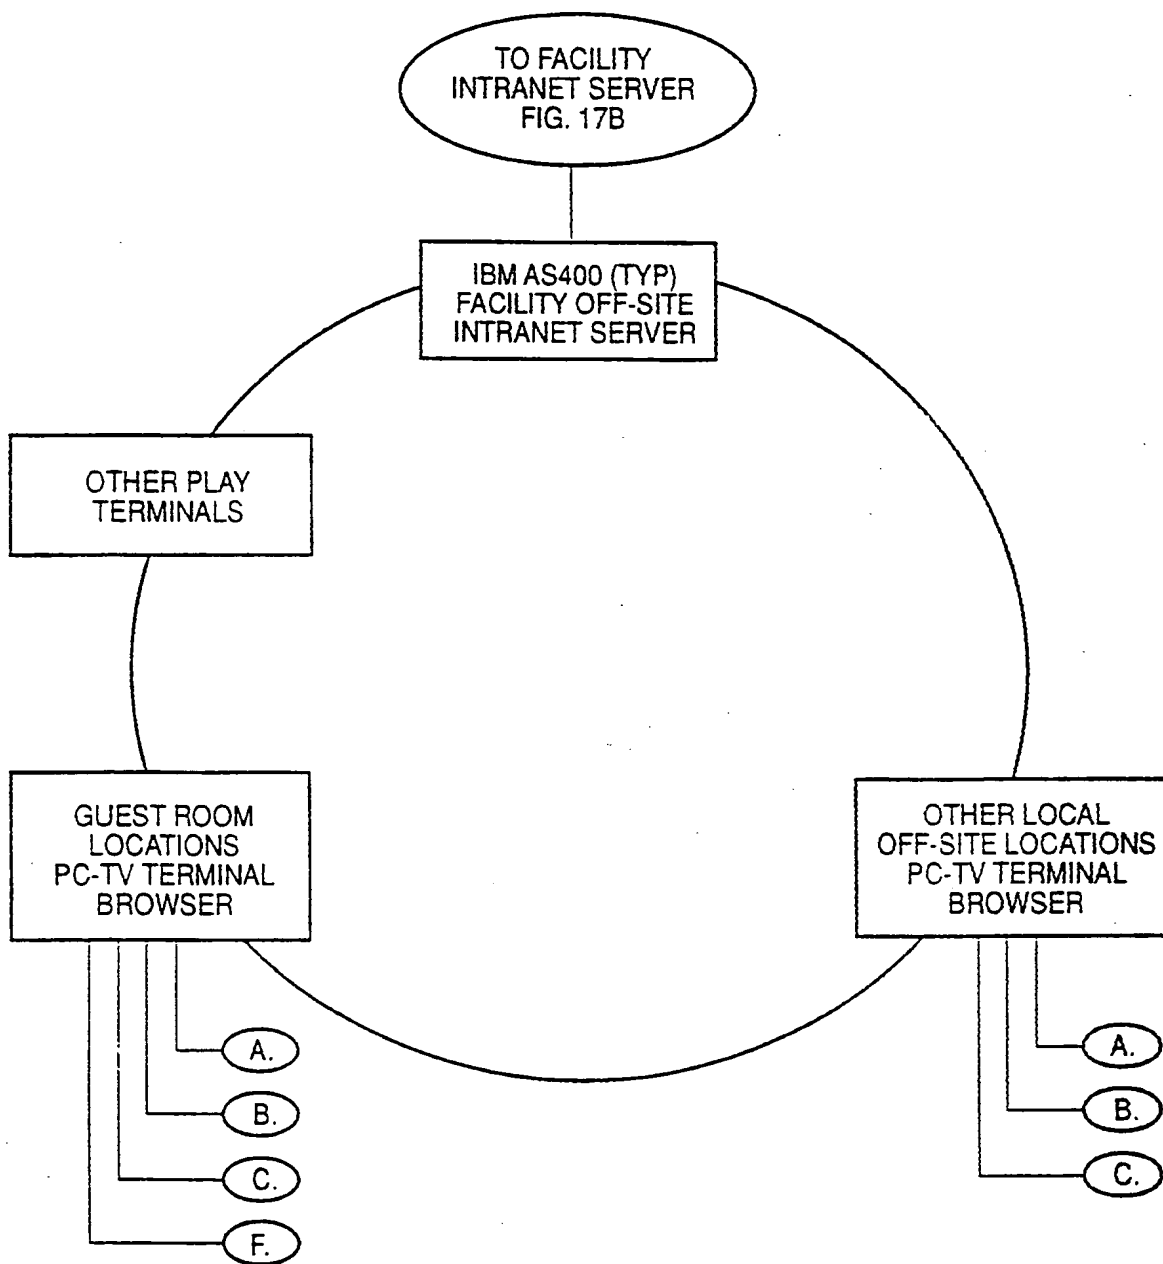 TO FACILITY
INTRANET SERVER
FIG. 17B
IBM AS400 (TYP)
FACILITY OFF-SITE
INTRANET SERVER
OTHER PLAY
TERMINALS
GUEST ROOM
LOCATIONS
PC-TV TERMINAL
BROWSER
OTHER LOCAL
OFF-SITE LOCATIONS
PC-TV TERMINAL
BROWSER
A.
B.
C.
F.
A.
B.
C.